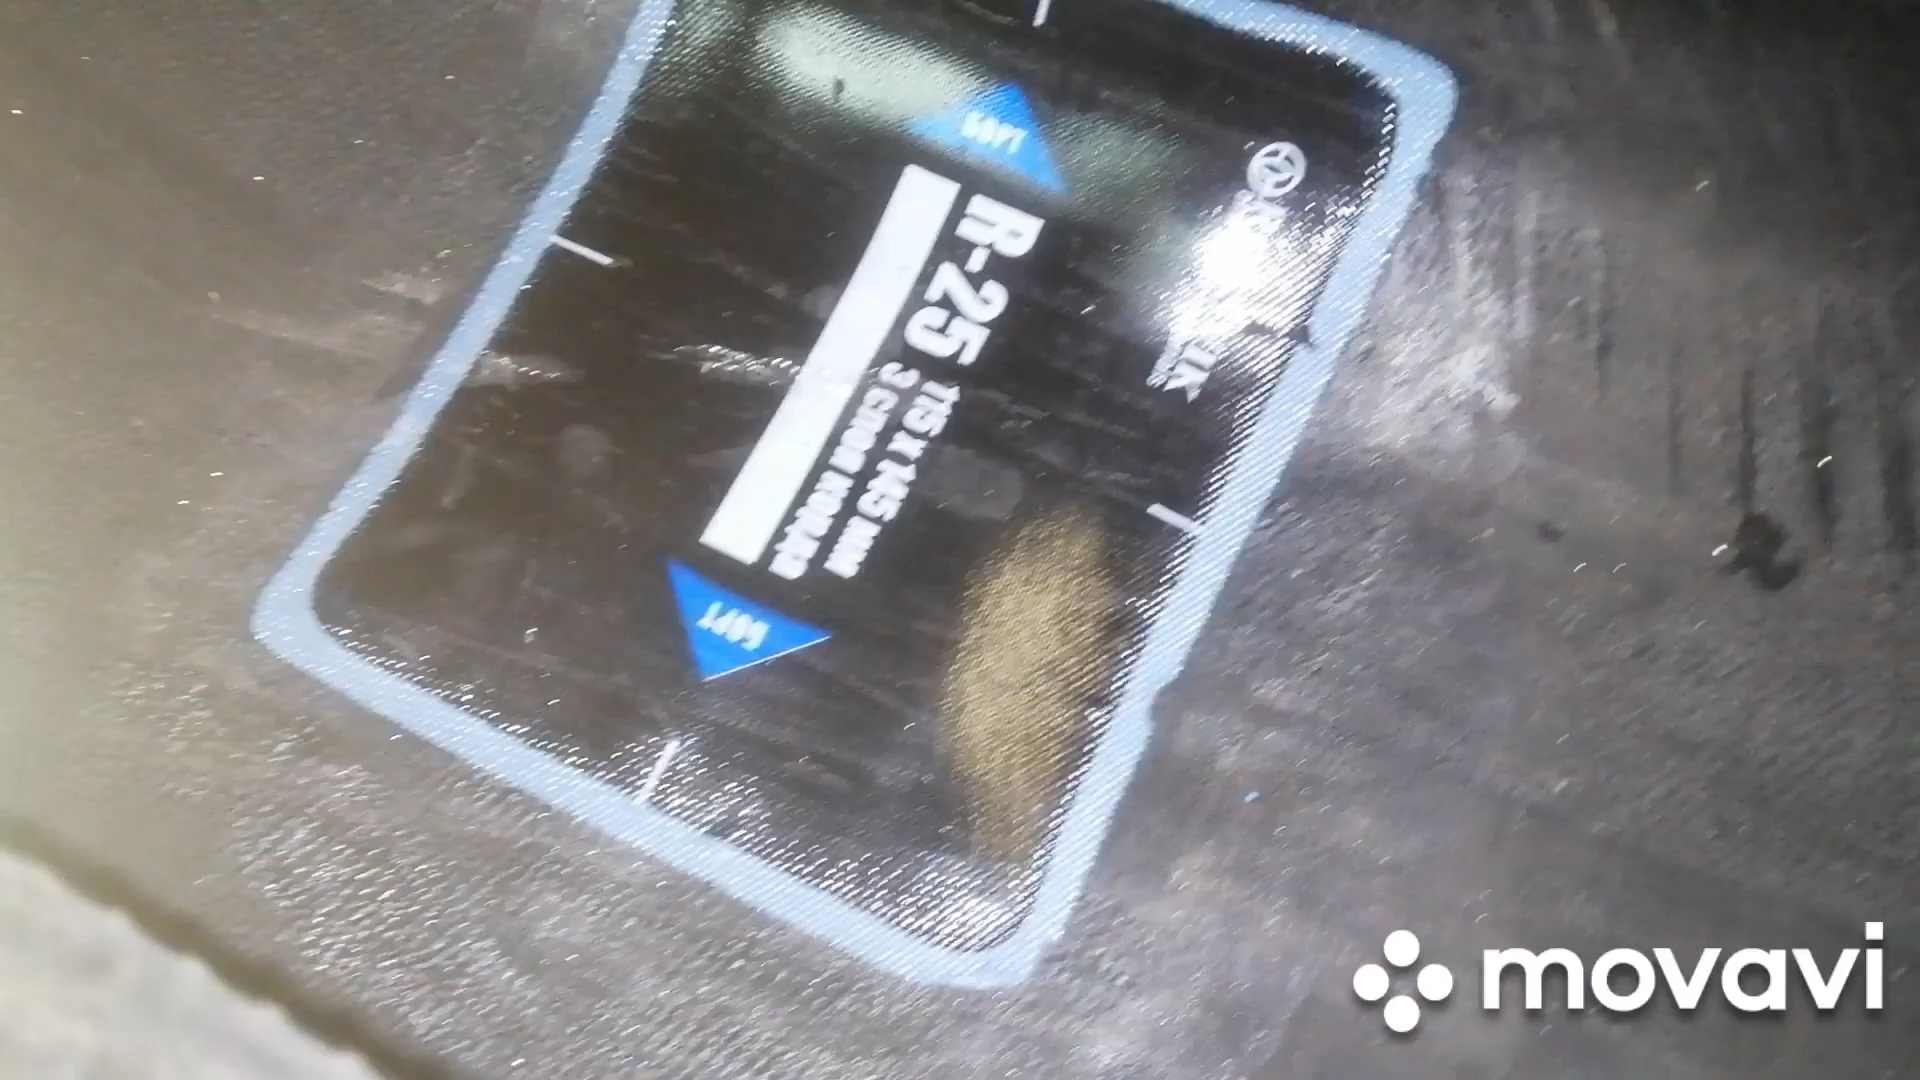 БОРТ
R-25
115 x 145 мм
3 слоя корда
БОРТ
movavi